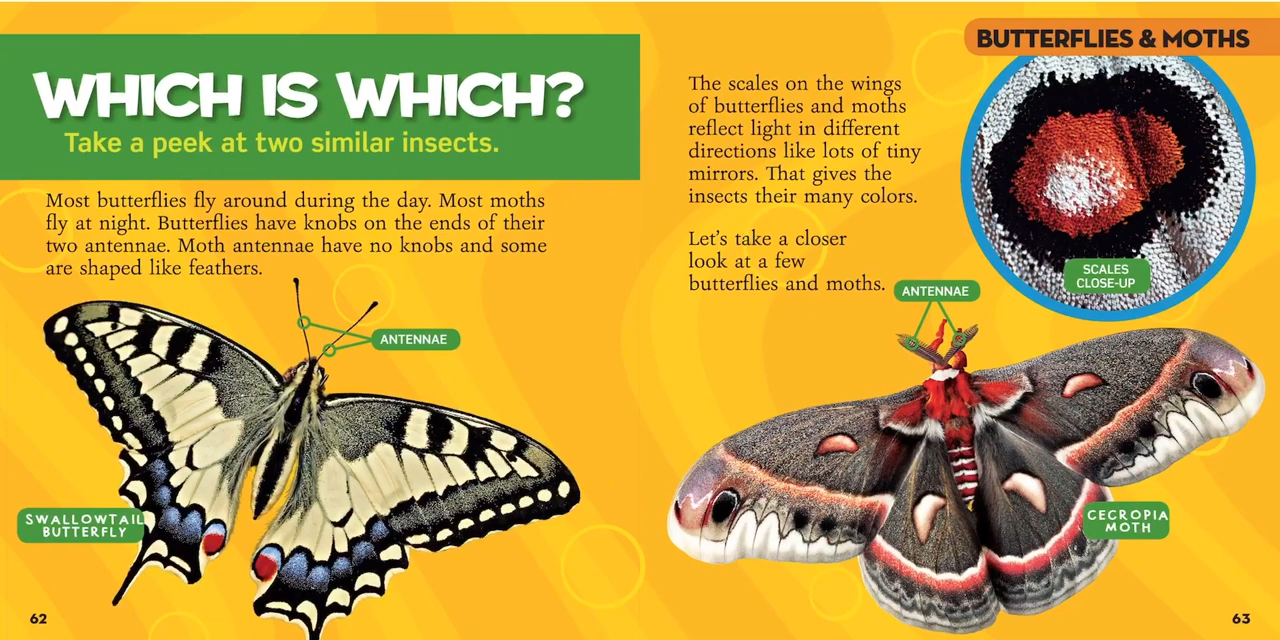 WHICH IS WHICH?
Take a peek at two similar insects.
Most butterflies fly around during the day. Most moths
fly at night. Butterflies have knobs on the ends of their
two antennae. Moth antennae have no knobs and some
are shaped like feathers.
ANTENNAE
SWALLOWTAIL
BUTTERFLY
62
BUTTERFLIES & MOTHS
The scales on the wings
of butterflies and moths
reflect light in different
directions like lots of tiny
mirrors. That gives the
insects their many colors.
Let's take a closer
look at a few
butterflies and moths.
SCALES
CLOSE-UP
ANTENNAE
CECROPIA
MOTH
63